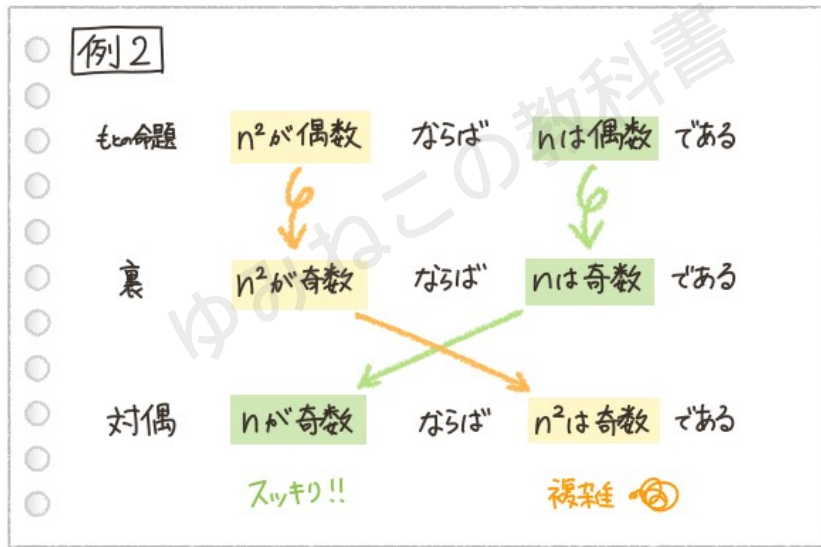 例2
もとの命題 n²が偶数 ならば nは偶数 である
裏 n²が奇数 ならば nは奇数 である
対偶 nが奇数 ならば n²は奇数 である
スッキリ!! 複雑
ゆみねこの教科書